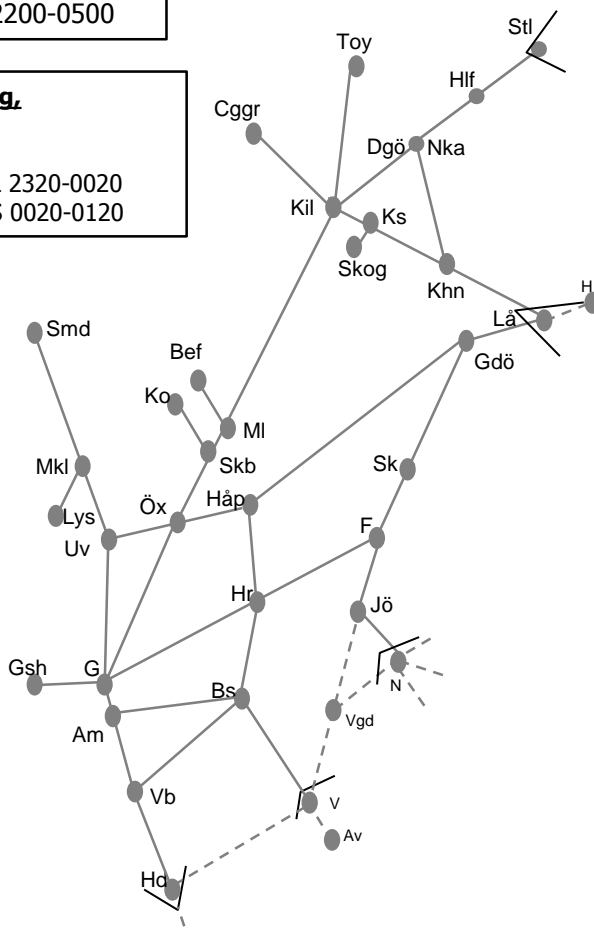 2200-0500
g,
2320-0020
0020-0120
Stl
Toy
Hlf
Cggr
Dgö
Nka
Kil
Ks
Skog
Khn
H
Lå
Smd
Bef
Gdö
Ko
Ml
Skb
Mkl
Sk
Öx
Håp
Lys
Uv
F
Hr
Jö
Gsh
G
Bs
N
Am
Vgd
Vb
V
Av